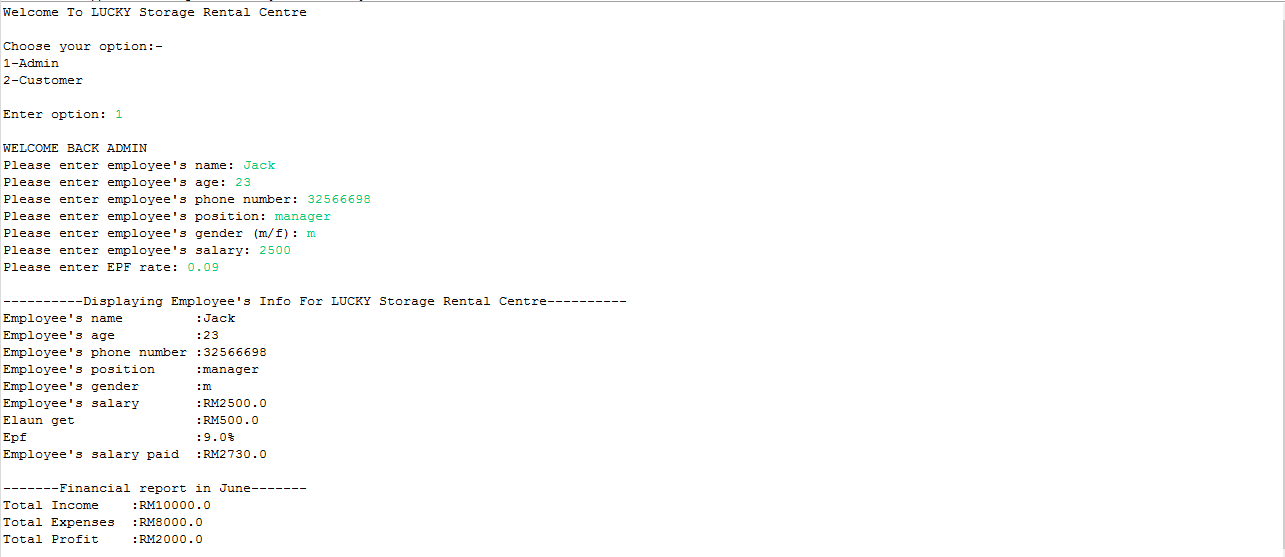 Welcome To LUCKY Storage Rental Centre
Choose your option:-
1-Admin
2-Customer
Enter option: 1
WELCOME BACK ADMIN
Please enter employee's name: Jack
Please enter employee's age: 23
Please enter employee's phone number: 32566698
Please enter employee's position: manager
Please enter employee's gender (m/f): m
Please enter employee's salary: 2500
Please enter EPF rate: 0.09
----------Displaying Employee's Info For LUCKY Storage Rental Centre----------
Employee's name         :Jack
Employee's age          :23
Employee's phone number :32566698
Employee's position     :manager
Employee's gender       :m
Employee's salary       :RM2500.0
Elaun get               :RM500.0
Epf                     :9.0%
Employee's salary paid  :RM2730.0
-------Financial report in June-------
Total Income    :RM10000.0
Total Expenses  :RM8000.0
Total Profit    :RM2000.0